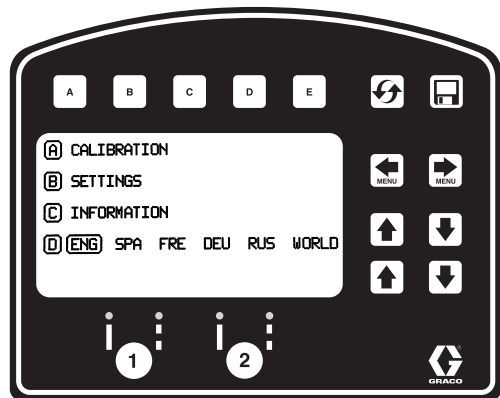 A B C D E
A CALIBRATION
B SETTINGS
C INFORMATION
D ENG SPA FRE DEU RUS WORLD
MENU MENU
1 2
GRACO